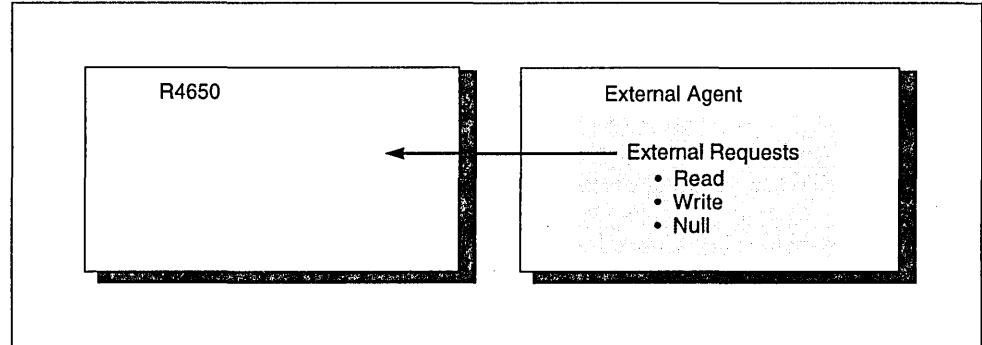 R4650
External Agent
External Requests
• Read
• Write
• Null